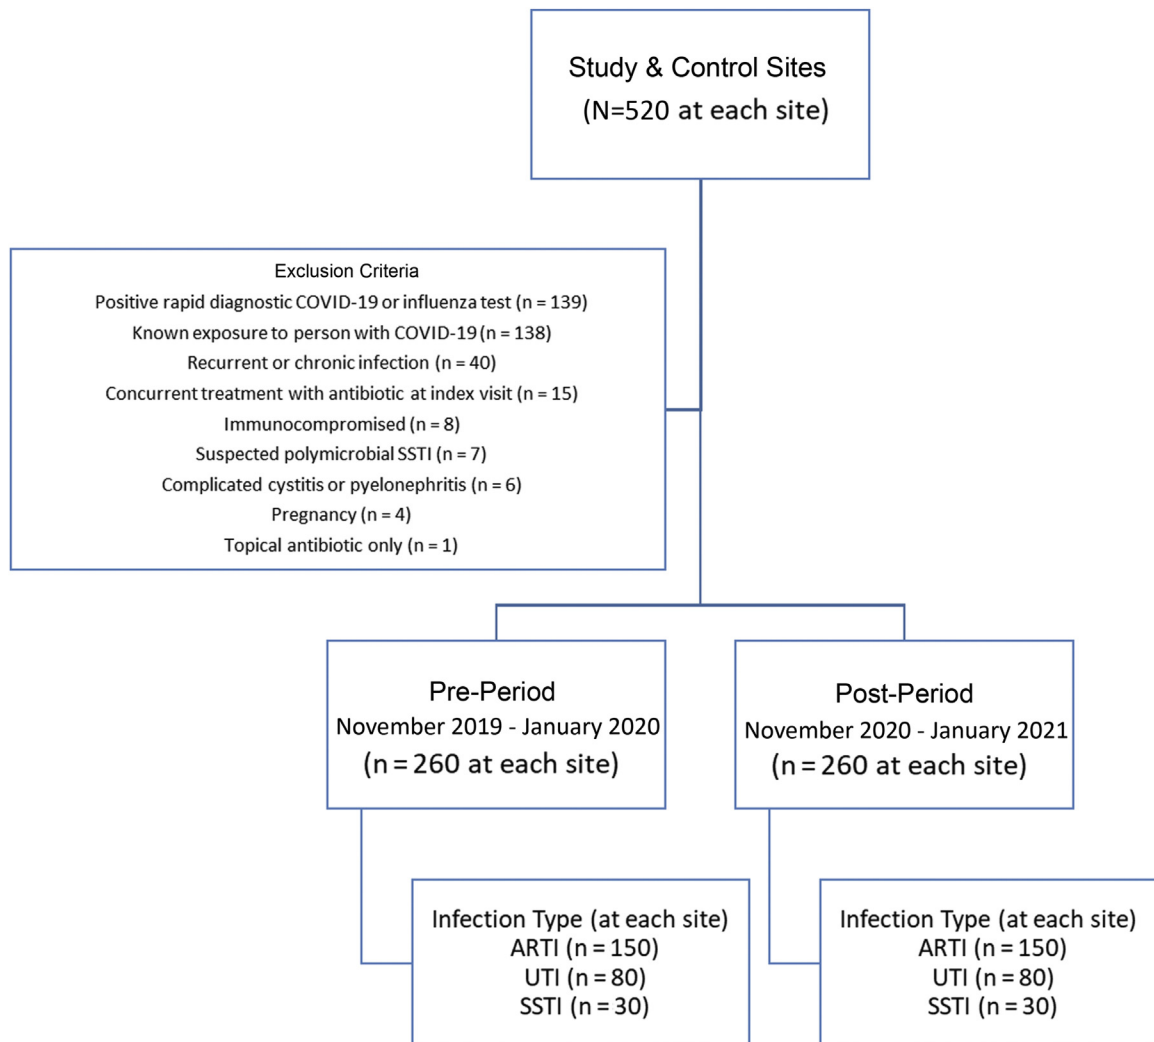 Study & Control Sites
(N=520 at each site)
Exclusion Criteria
Positive rapid diagnostic COVID-19 or influenza test (n = 139)
Known exposure to person with COVID-19 (n = 138)
Recurrent or chronic infection (n = 40)
Concurrent treatment with antibiotic at index visit (n = 15)
Immunocompromised (n = 8)
Suspected polymicrobial SSTI (n = 7)
Complicated cystitis or pyelonephritis (n = 6)
Pregnancy (n = 4)
Topical antibiotic only (n = 1)
Pre-Period
November 2019 - January 2020
(n = 260 at each site)
Post-Period
November 2020 - January 2021
(n = 260 at each site)
Infection Type (at each site)
ARTI (n = 150)
UTI (n = 80)
SSTI (n = 30)
Infection Type (at each site)
ARTI (n = 150)
UTI (n = 80)
SSTI (n = 30)